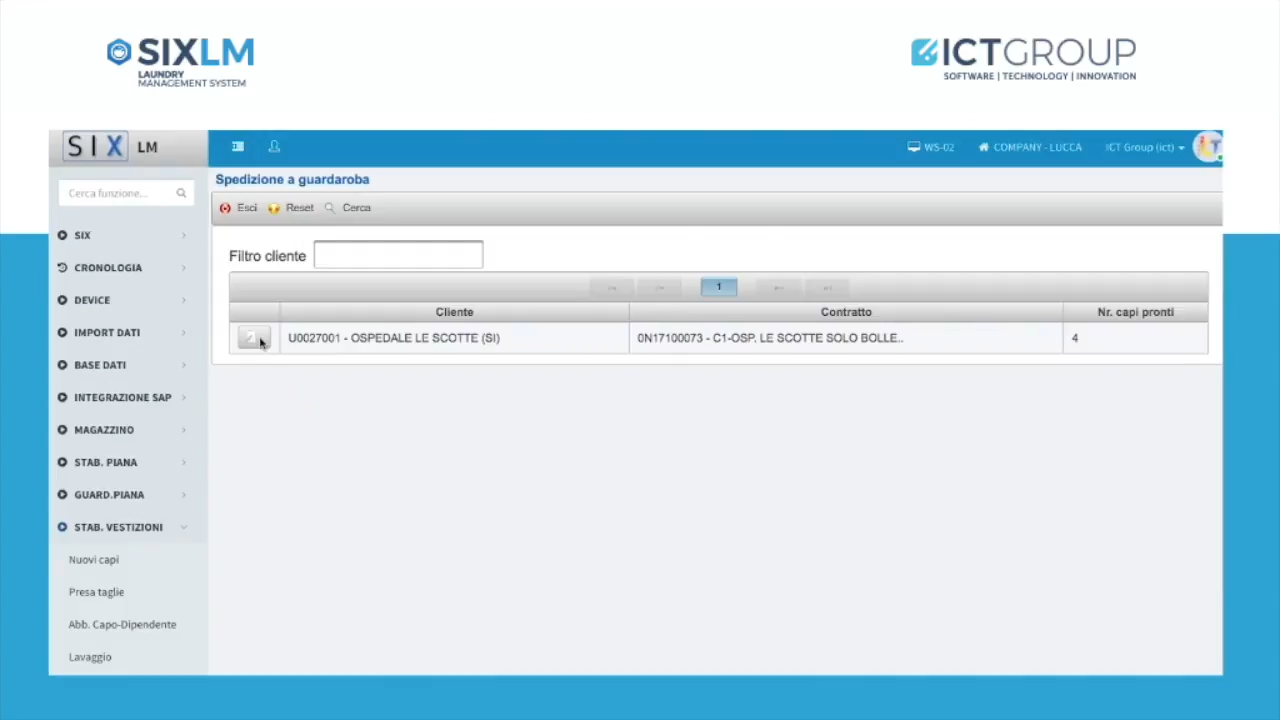 SIXLM
LAUNDRY
MANAGEMENT SYSTEM
ICTGROUP
SOFTWARE | TECHNOLOGY | INNOVATION
SIX LM
WS-02
COMPANY - LUCCA
ICT Group (ict)
Cerca funzione...
Spedizione a guardaroba
Esci
Reset
Cerca
SIX
CRONOLOGIA
DEVICE
IMPORT DATI
BASE DATI
INTEGRAZIONE SAP
MAGAZZINO
STAB. PIANA
GUARD.PIANA
STAB. VESTIZIONI
Nuovi capi
Presa taglie
Abb. Capo-Dipendente
Lavaggio
Filtro cliente
1
Cliente
Contratto
Nr. capi pronti
U0027001 - OSPEDALE LE SCOTTE (SI)
0N17100073 - C1-OSP. LE SCOTTE SOLO BOLLE..
4